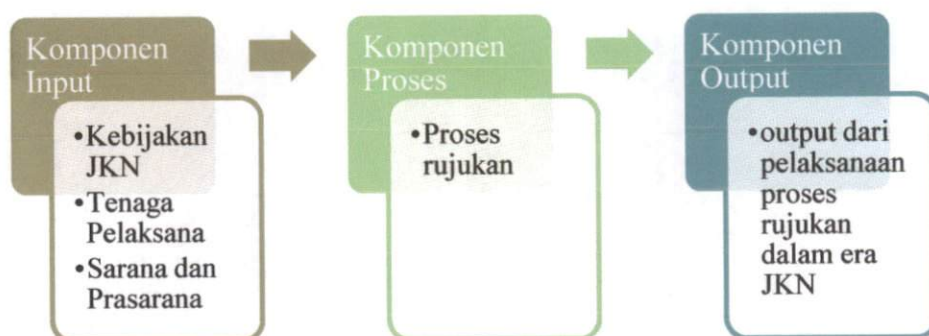 Komponen
Input
•Kebijakan
JKN
•Tenaga
Pelaksana
•Sarana dan
Prasarana
Komponen
Proses
•Proses
rujukan
Komponen
Output
•output dari
pelaksanaan
proses
rujukan
dalam era
JKN